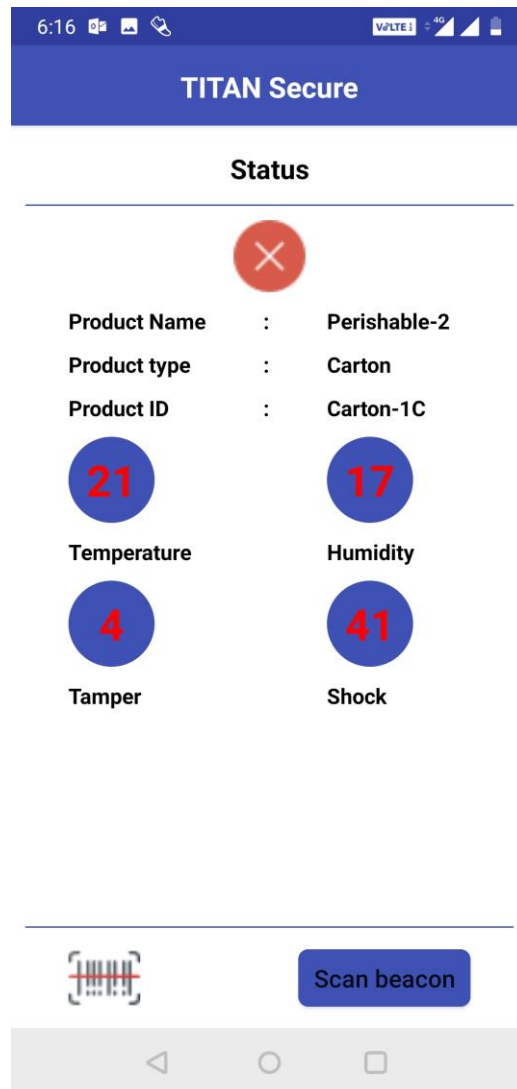 6:16 VoLTE 4G
TITAN Secure
Status
Product Name : Perishable-2
Product type : Carton
Product ID : Carton-1C
21 17
Temperature Humidity
4 41
Tamper Shock
Scan beacon